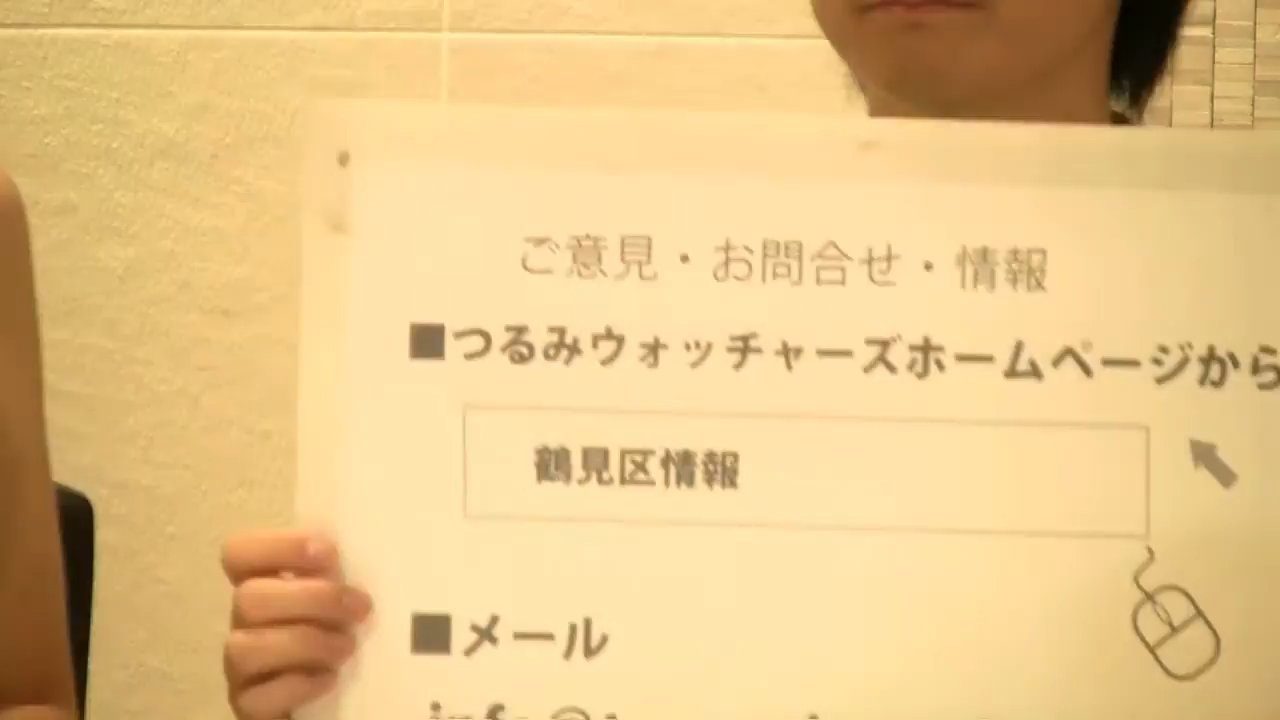 ご意見・お問合せ・情報
■つるみウォッチャーズホームページから
鶴見区情報
■メール